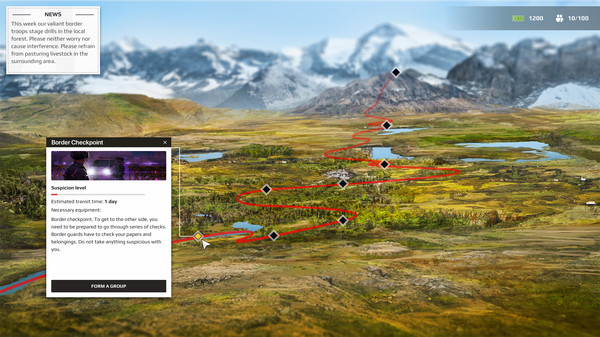 NEWS
This week our valiant border
troops stage drills in the local
forest. Please neither worry nor
cause interference. Please refrain
from pasturing livestock in the
surrounding area.
1200
10/100
Border Checkpoint
Suspicion level
Estimated transit time: 1 day
Necessary equipment:
Border checkpoint. To get to the other side, you
need to be prepared to go through series of checks.
Border guards have to check your papers and
belongings. Do not take anything suspicious with
you.
FORM A GROUP